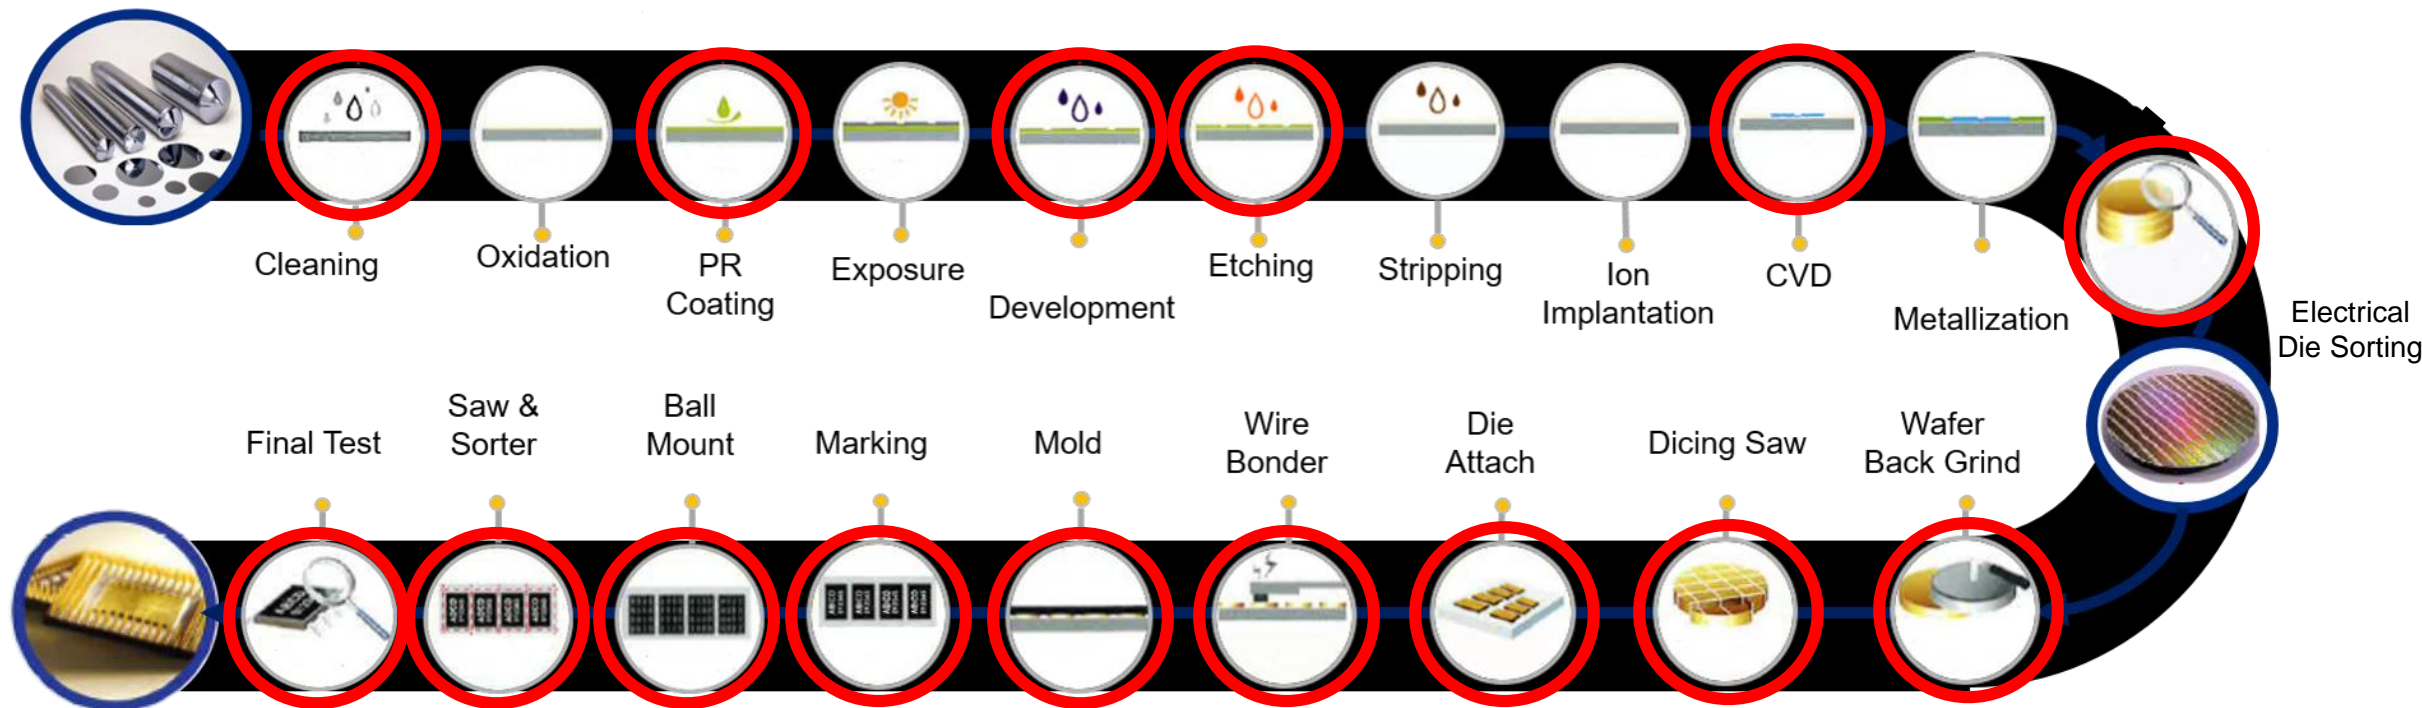 Cleaning
Oxidation
PR
Coating
Exposure
Development
Etching
Stripping
Ion
Implantation
CVD
Metallization
Electrical
Die Sorting
Final Test
Saw &
Sorter
Ball
Mount
Marking
Mold
Wire
Bonder
Die
Attach
Dicing Saw
Wafer
Back Grind